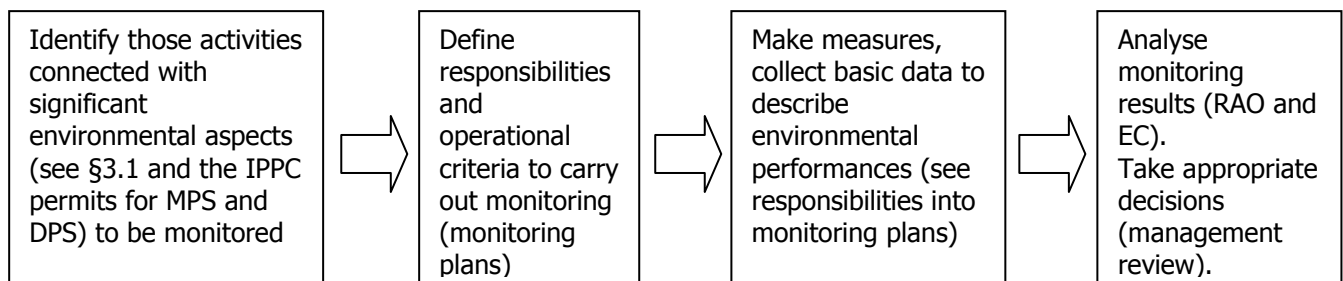 Identify those activities
connected with
significant
environmental aspects
(see §3.1 and the IPPC
permits for MPS and
DPS) to be monitored
Define
responsibilities
and
operational
criteria to carry
out monitoring
(monitoring
plans)
Make measures,
collect basic data to
describe
environmental
performances (see
responsibilities into
monitoring plans)
Analyse
monitoring
results (RAO and
EC).
Take appropriate
decisions
(management
review).